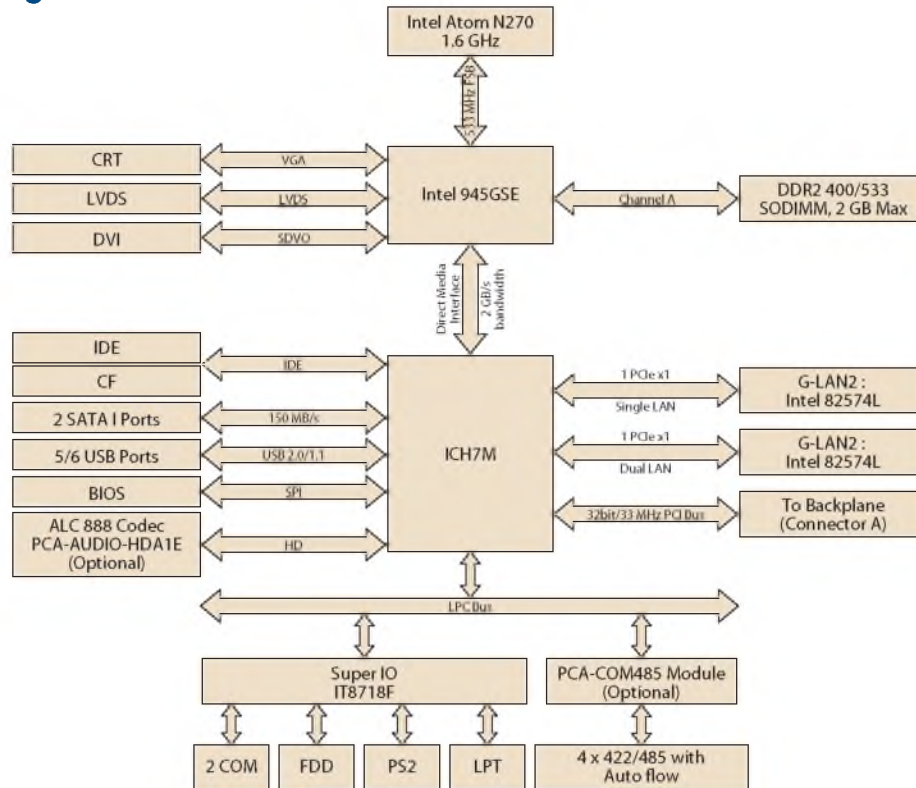 Intel Atom N270
1.6 GHz
533 MHz FSB
CRT
VGA
LVDS
LVDS
DVI
SDVO
Intel 945GSE
Channel A
DDR2 400/533
SODIMM, 2 GB Max
Direct Media
Interface
2 GB/s
bandwidth
IDE
CF
IDE
2 SATA I Ports
150 MB/s
5/6 USB Ports
USB 2.0/1.1
BIOS
SPI
ALC 888 Codec
PCA-AUDIO-HDA1E
(Optional)
HD
ICH7M
1 PCIe x1
Single LAN
G-LAN2 :
Intel 82574L
1 PCIe x1
Dual LAN
G-LAN2 :
Intel 82574L
32bit/33 MHz PCI Bus
To Backplane
(Connector A)
LPC Bus
Super IO
IT8718F
PCA-COM485 Module
(Optional)
2 COM
FDD
PS2
LPT
4 x 422/485 with
Auto flow